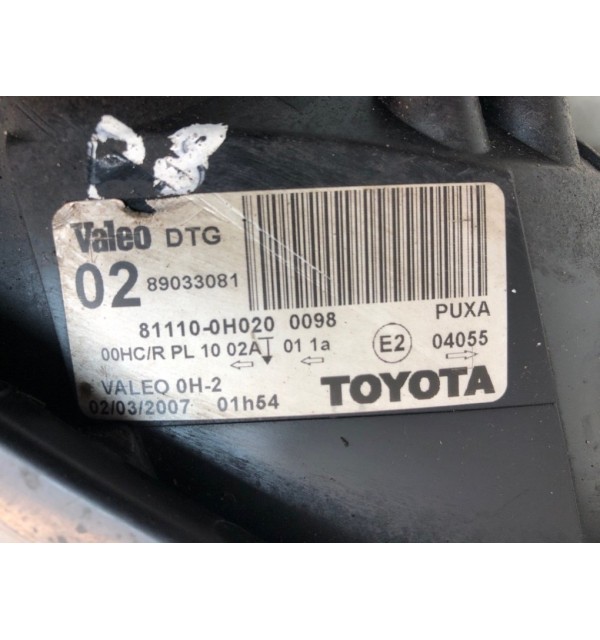 Valeo DTG
02 89033081
81110-0H020 0098 PUXA
00HC/R PL 10 02A 01 1a E2 04055
VALEO 0H-2 TOYOTA
02/03/2007 01h54